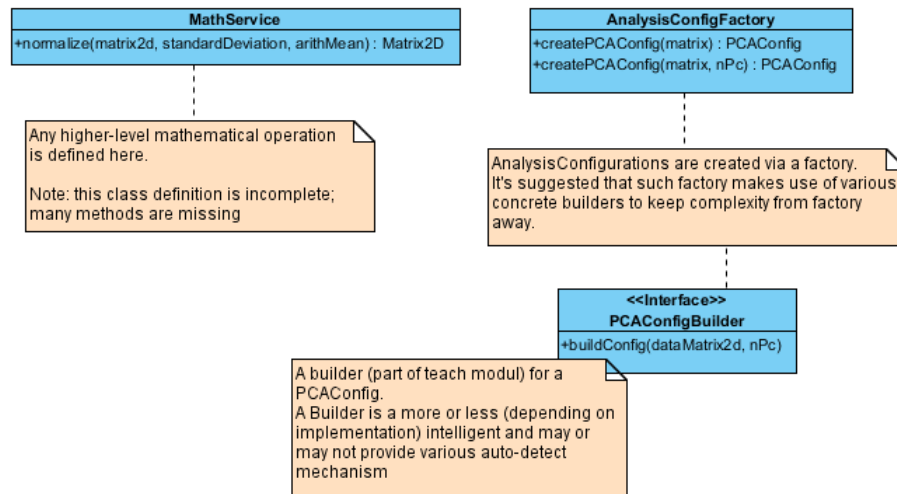 MathService
+normalize(matrix2d, standardDeviation, arithMean) : Matrix2D
Any higher-level mathematical operation
is defined here.
Note: this class definition is incomplete;
many methods are missing
AnalysisConfigFactory
+createPCAConfig(matrix) : PCAConfig
+createPCAConfig(matrix, nPc) : PCAConfig
AnalysisConfigurations are created via a factory.
It's suggested that such factory makes use of various
concrete builders to keep complexity from factory
away.
<<Interface>>
PCAConfigBuilder
+buildConfig(dataMatrix2d, nPc)
A builder (part of teach modul) for a
PCAConfig.
A Builder is a more or less (depending on
implementation) intelligent and may or
may not provide various auto-detect
mechanism